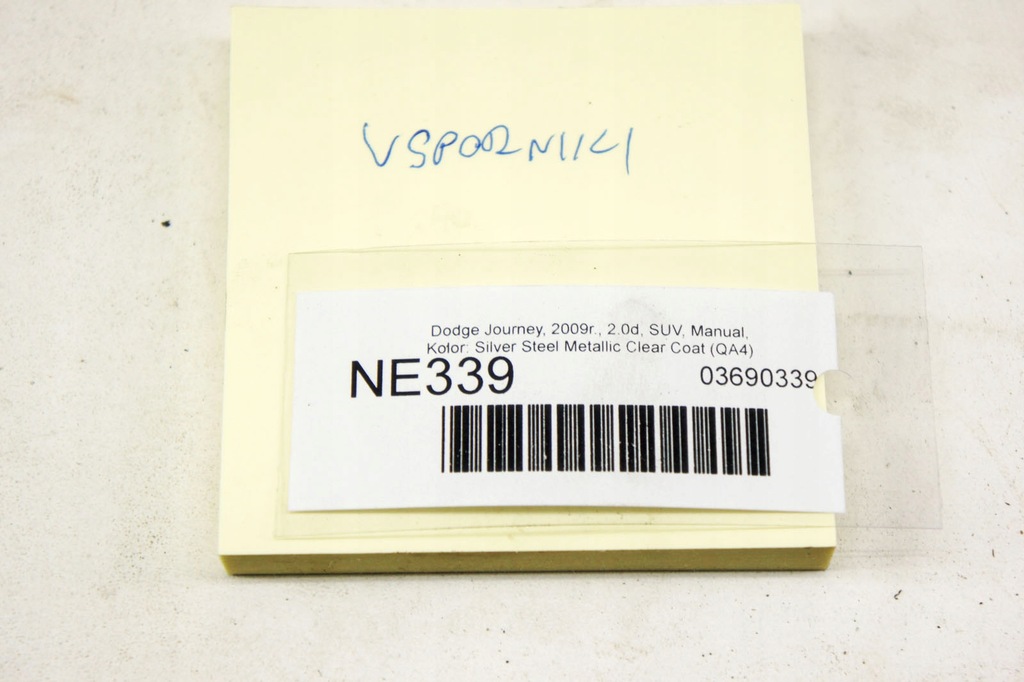 VSPORNIKI
Dodge Journey, 2009r., 2.0d, SUV, Manual,
Kolor: Silver Steel Metallic Clear Coat (QA4)
NE339
03690339